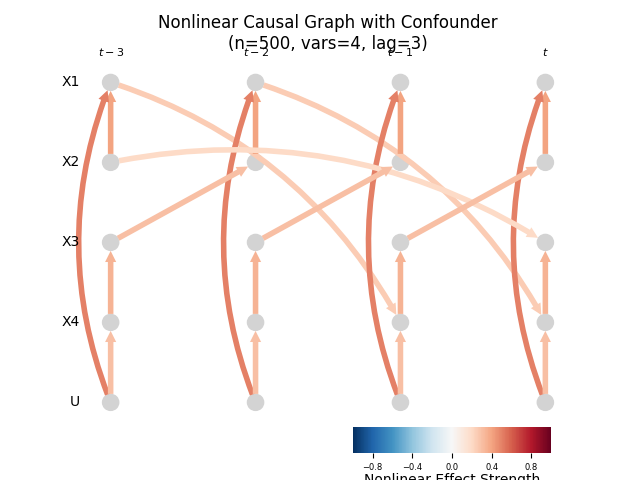 Nonlinear Causal Graph with Confounder
(n=500, vars=4, lag=3)
t − 3 t − 2 t − 1 t
X1
X2
X3
X4
U
−0.8 −0.4 0.0 0.4 0.8
Nonlinear Effect Strength